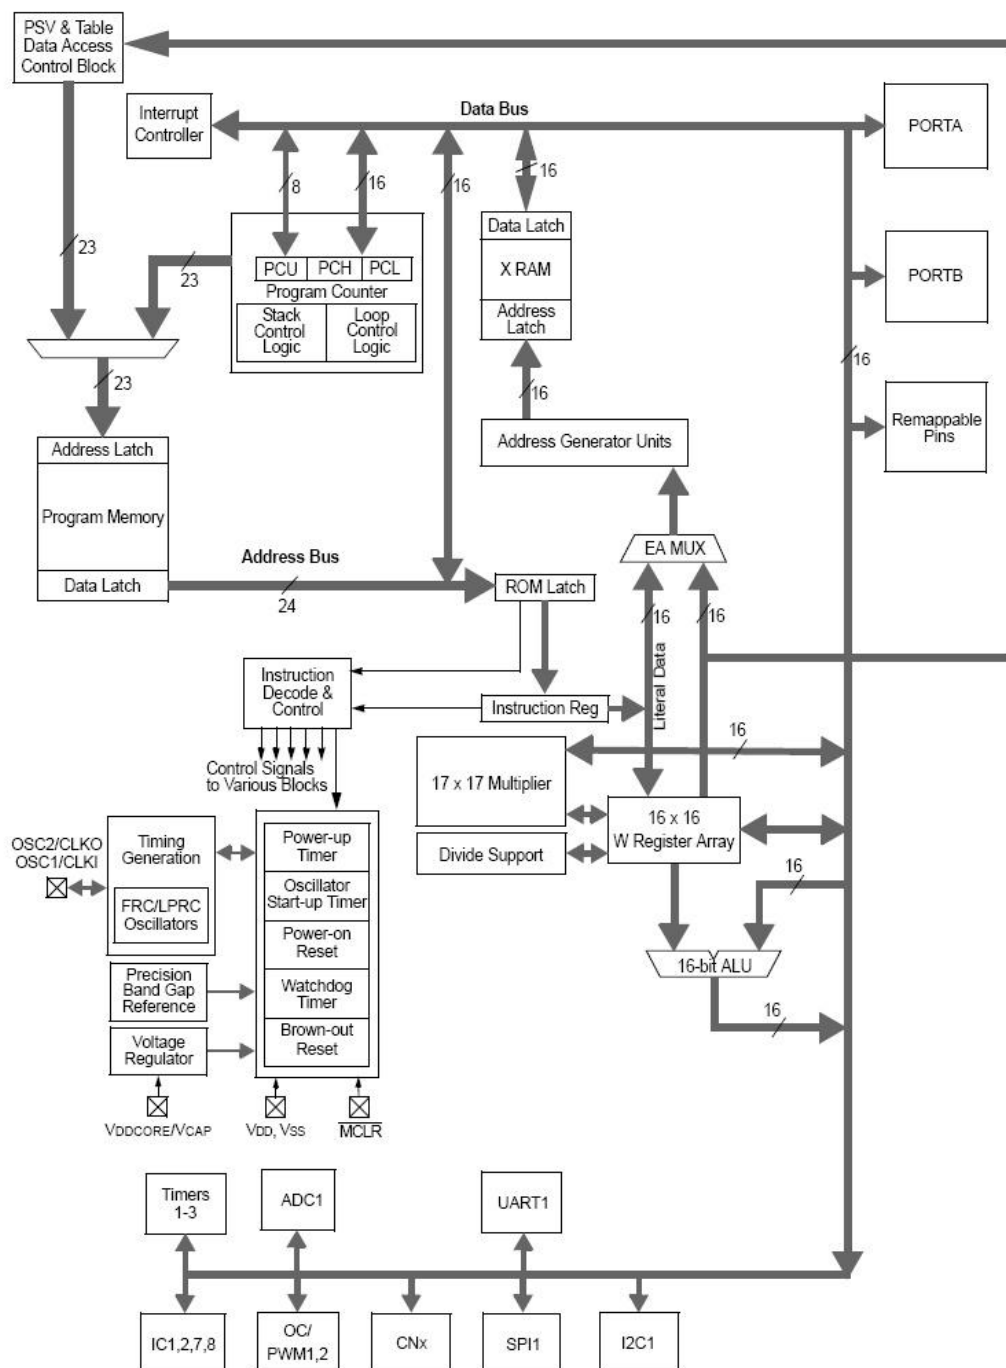 PSV & Table
Data Access
Control Block
Interrupt
Controller
Data Bus
PORTA
8
16
16
16
23
23
PCU
PCH
PCL
Program Counter
Stack
Control
Logic
Loop
Control
Logic
Data Latch
X RAM
Address
Latch
PORTB
16
23
16
Address Latch
Program Memory
Data Latch
Address Generator Units
Remappable
Pins
EA MUX
Address Bus
24
ROM Latch
16
16
Literal Data
Instruction
Decode &
Control
Instruction Reg
Control Signals
to Various Blocks
16
17 x 17 Multiplier
16 x 16
W Register Array
Divide Support
OSC2/CLKO
OSC1/CLKI
Timing
Generation
FRC/LPRC
Oscillators
Power-up
Timer
Oscillator
Start-up Timer
Power-on
Reset
Watchdog
Timer
Brown-out
Reset
16
16-bit ALU
16
Precision
Band Gap
Reference
Voltage
Regulator
VDDCORE/VCAP
VDD, VSS
MCLR
Timers
1-3
ADC1
UART1
IC1,2,7,8
OC/
PWM1,2
CNx
SPI1
I2C1